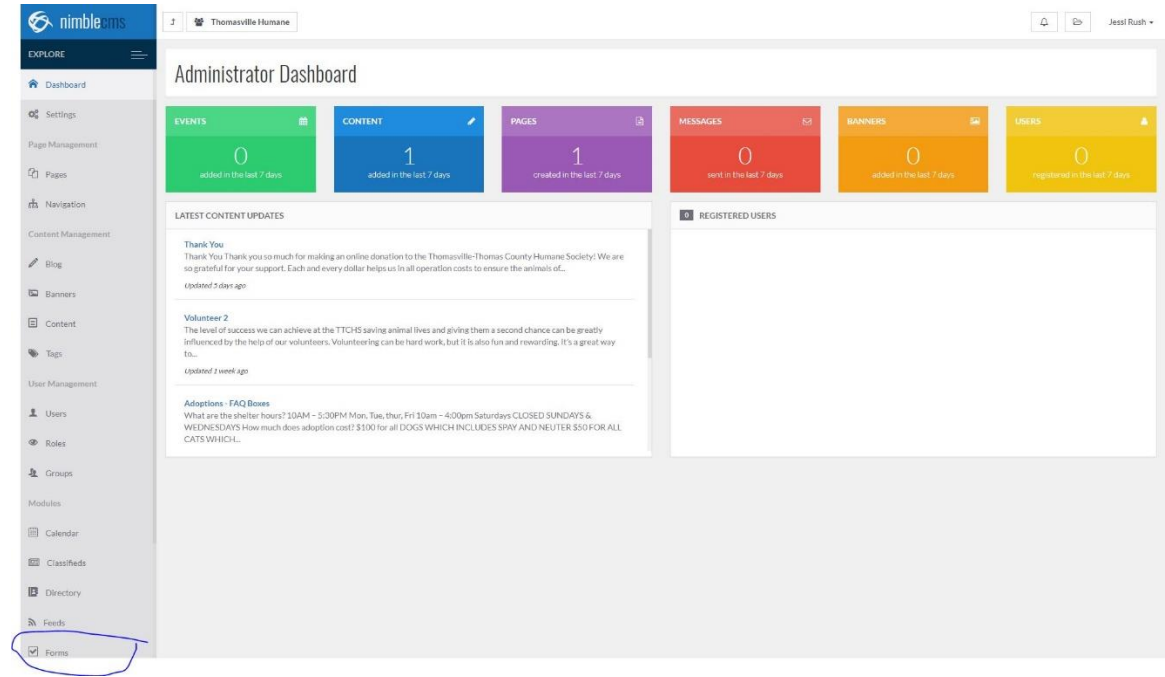 nimblecms
Thomasville Humane
Jessi Rush
EXPLORE
Dashboard
Settings
Page Management
Pages
Navigation
Content Management
Blog
Banners
Content
Tags
User Management
Users
Roles
Groups
Modules
Calendar
Classifieds
Directory
Feeds
Forms
Administrator Dashboard
EVENTS
0
added in the last 7 days
CONTENT
1
added in the last 7 days
PAGES
1
created in the last 7 days
MESSAGES
0
sent in the last 7 days
BANNERS
0
added in the last 7 days
USERS
0
registered in the last 7 days
LATEST CONTENT UPDATES
Thank You
Thank You Thank you so much for making an online donation to the Thomasville-Thomas County Humane Society! We are
so grateful for your support. Each and every dollar helps us in all operation costs to ensure the animals of...
Updated 5 days ago
Volunteer 2
The level of success we can achieve at the TTCHS saving animal lives and giving them a second chance can be greatly
influenced by the help of our volunteers. Volunteering can be hard work, but it is also fun and rewarding. It's a great way
to...
Updated 1 week ago
Adoptions - FAQ Boxes
What are the shelter hours? 10AM – 5:30PM Mon, Tue, thur, Fri 10am – 4:00pm Saturdays CLOSED SUNDAYS &
WEDNESDAYS How much does adoption cost? $100 for all DOGS WHICH INCLUDES SPAY AND NEUTER $50 FOR ALL
CATS WHICH...
0 REGISTERED USERS